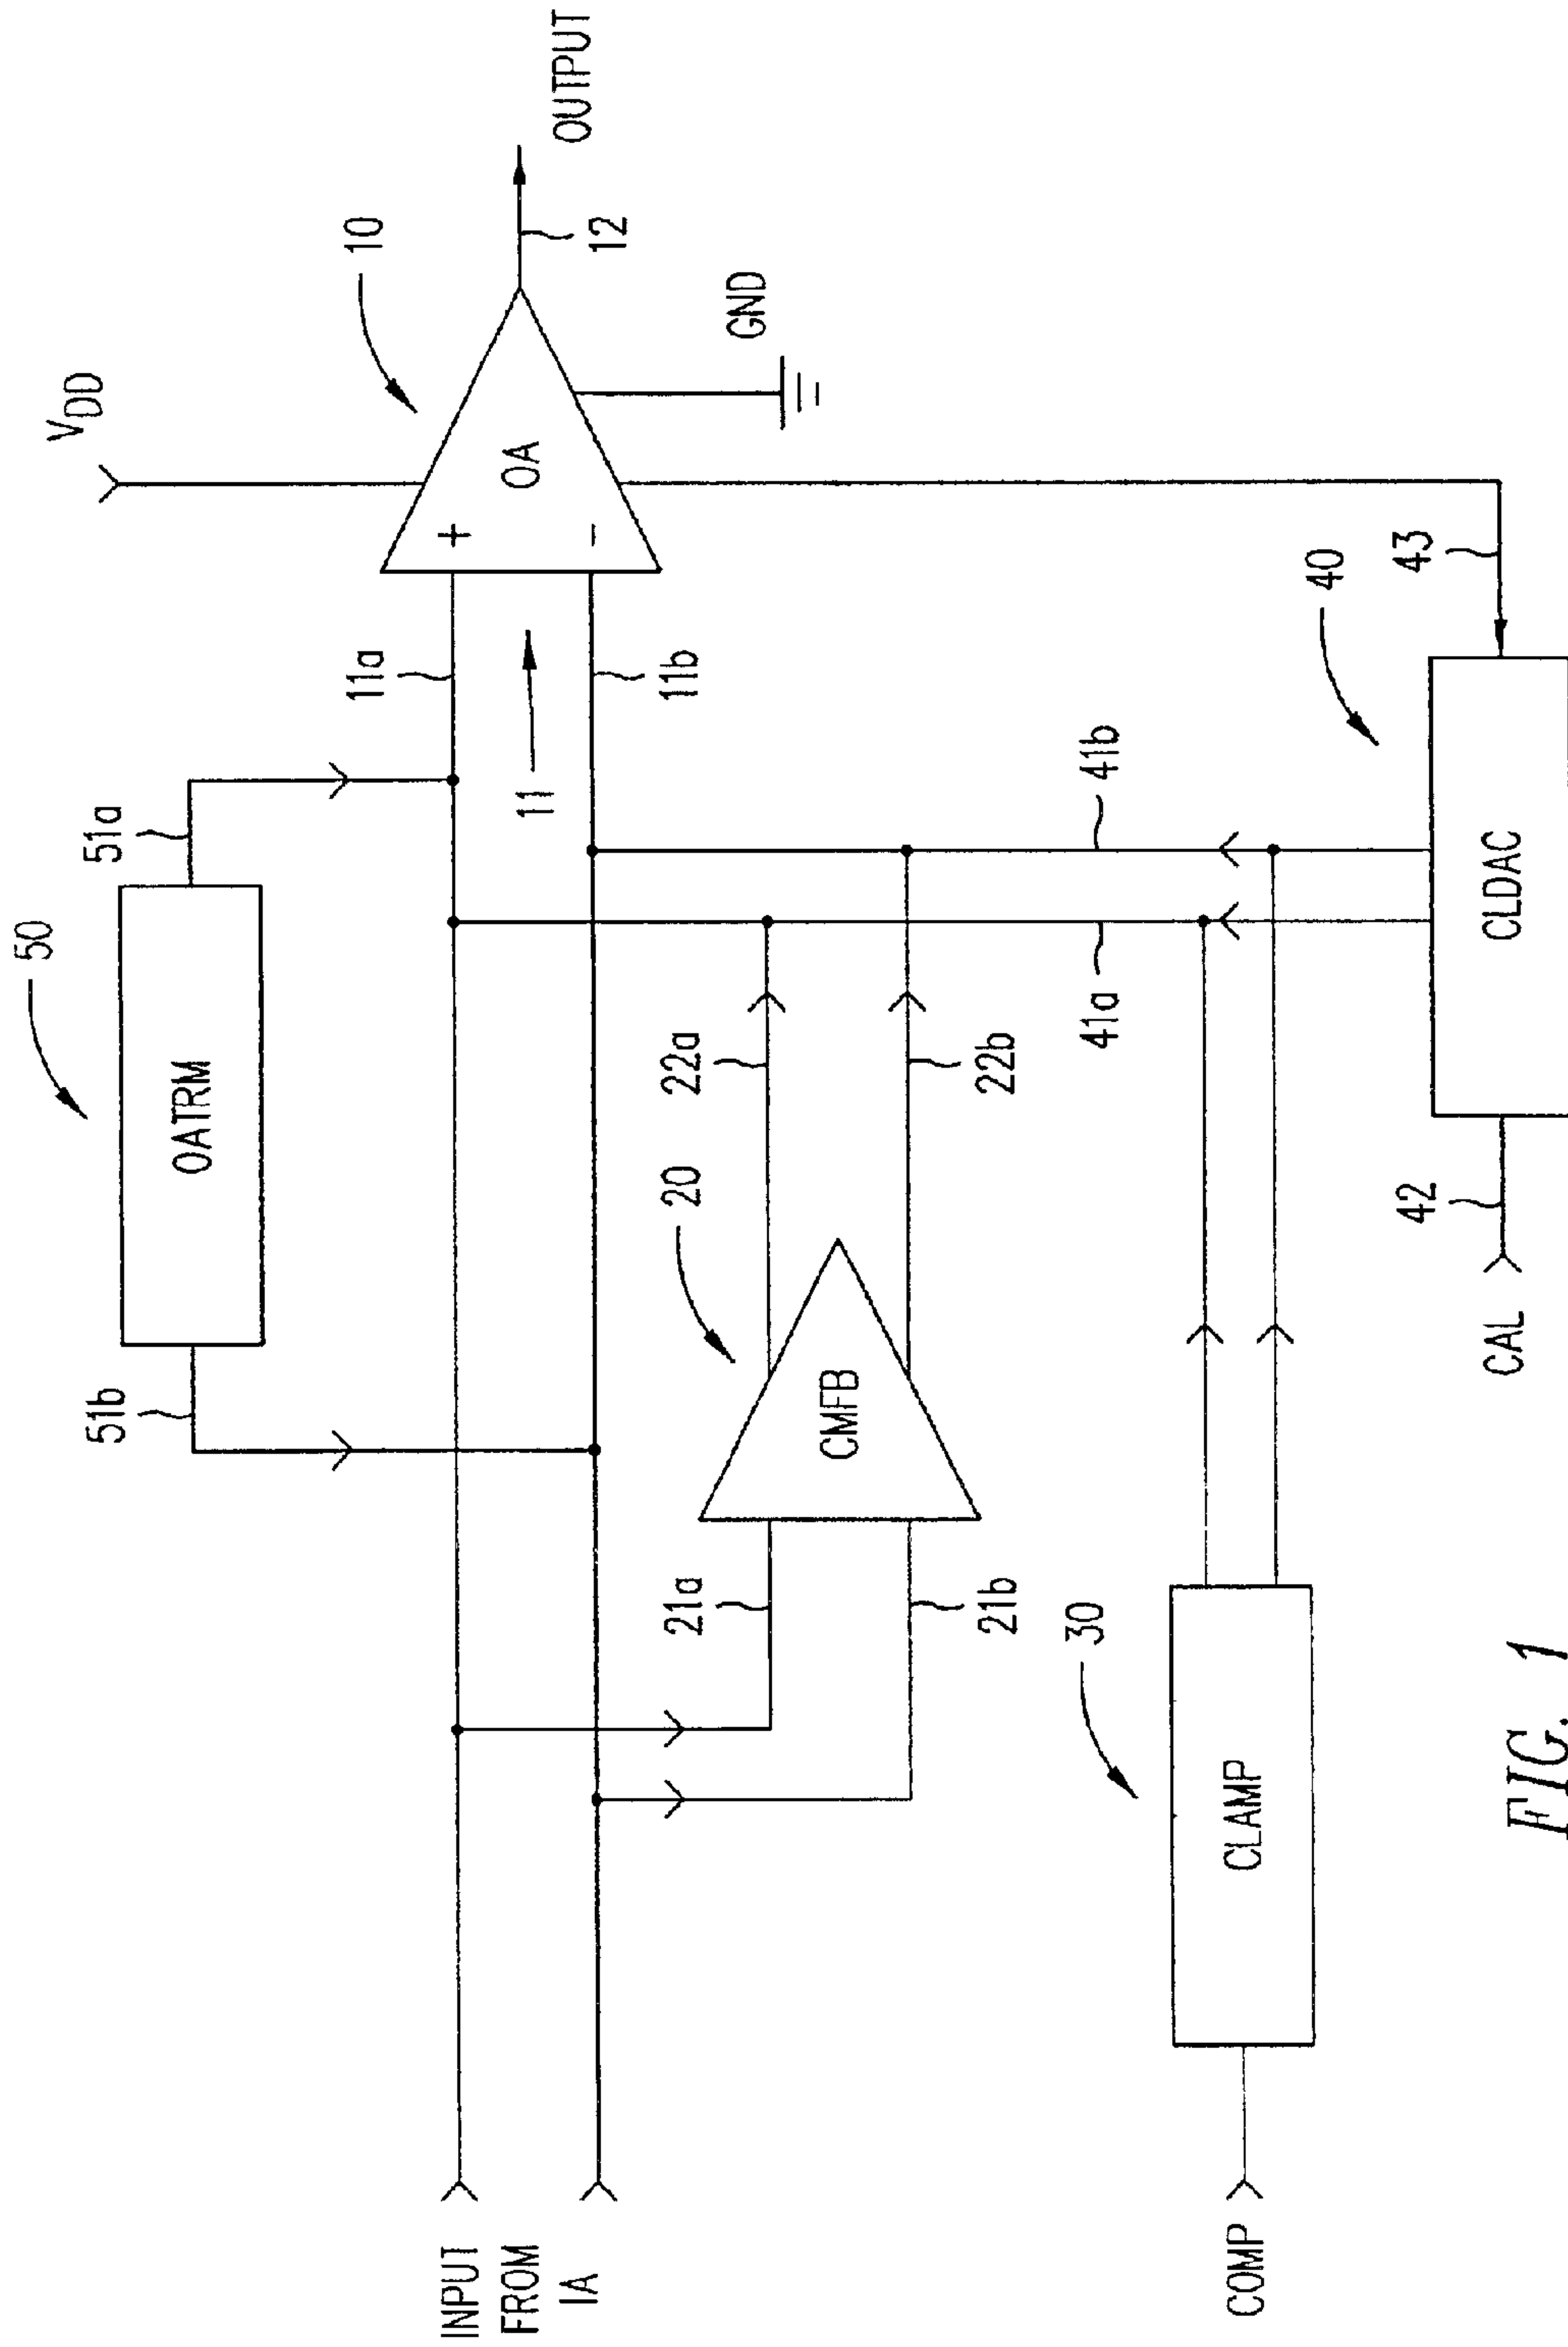 V_DD
10
OUTPUT
12
GND
OA
+
−
11a
11
11b
50
51a
51b
OATRM
INPUT
FROM
IA
20
21a
21b
22a
22b
CMFB
41a
41b
40
43
30
CLAMP
COMP
CLDAC
42
CAL
FIG. 1